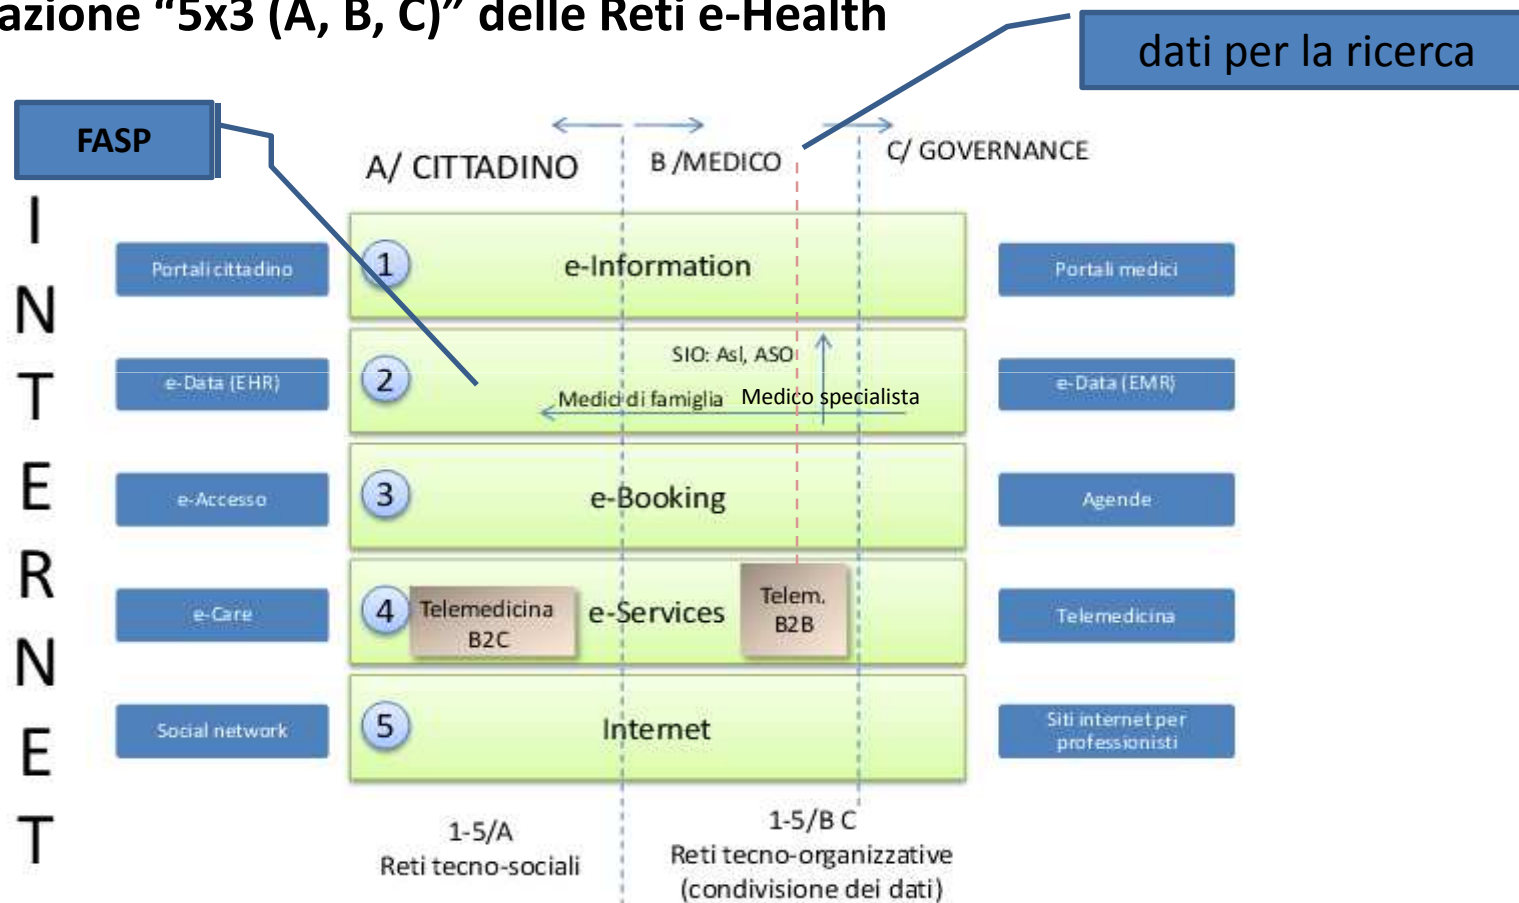 azione “5x3 (A, B, C)” delle Reti e-Health
dati per la ricerca
FASP
A/ CITTADINO
B /MEDICO
C/ GOVERNANCE
I
N
T
E
R
N
E
T
Portali cittadino
1
e-Information
Portali medici
e-Data (EHR)
2
SIO: Asl, ASO
Medici di famiglia
Medico specialista
e-Data (EMR)
e-Accesso
3
e-Booking
Agende
e-Care
4
Telemedicina
B2C
e-Services
Telem.
B2B
Telemedicina
Social network
5
Internet
Siti internet per
professionisti
1-5/A
Reti tecno-sociali
1-5/B C
Reti tecno-organizzative
(condivisione dei dati)